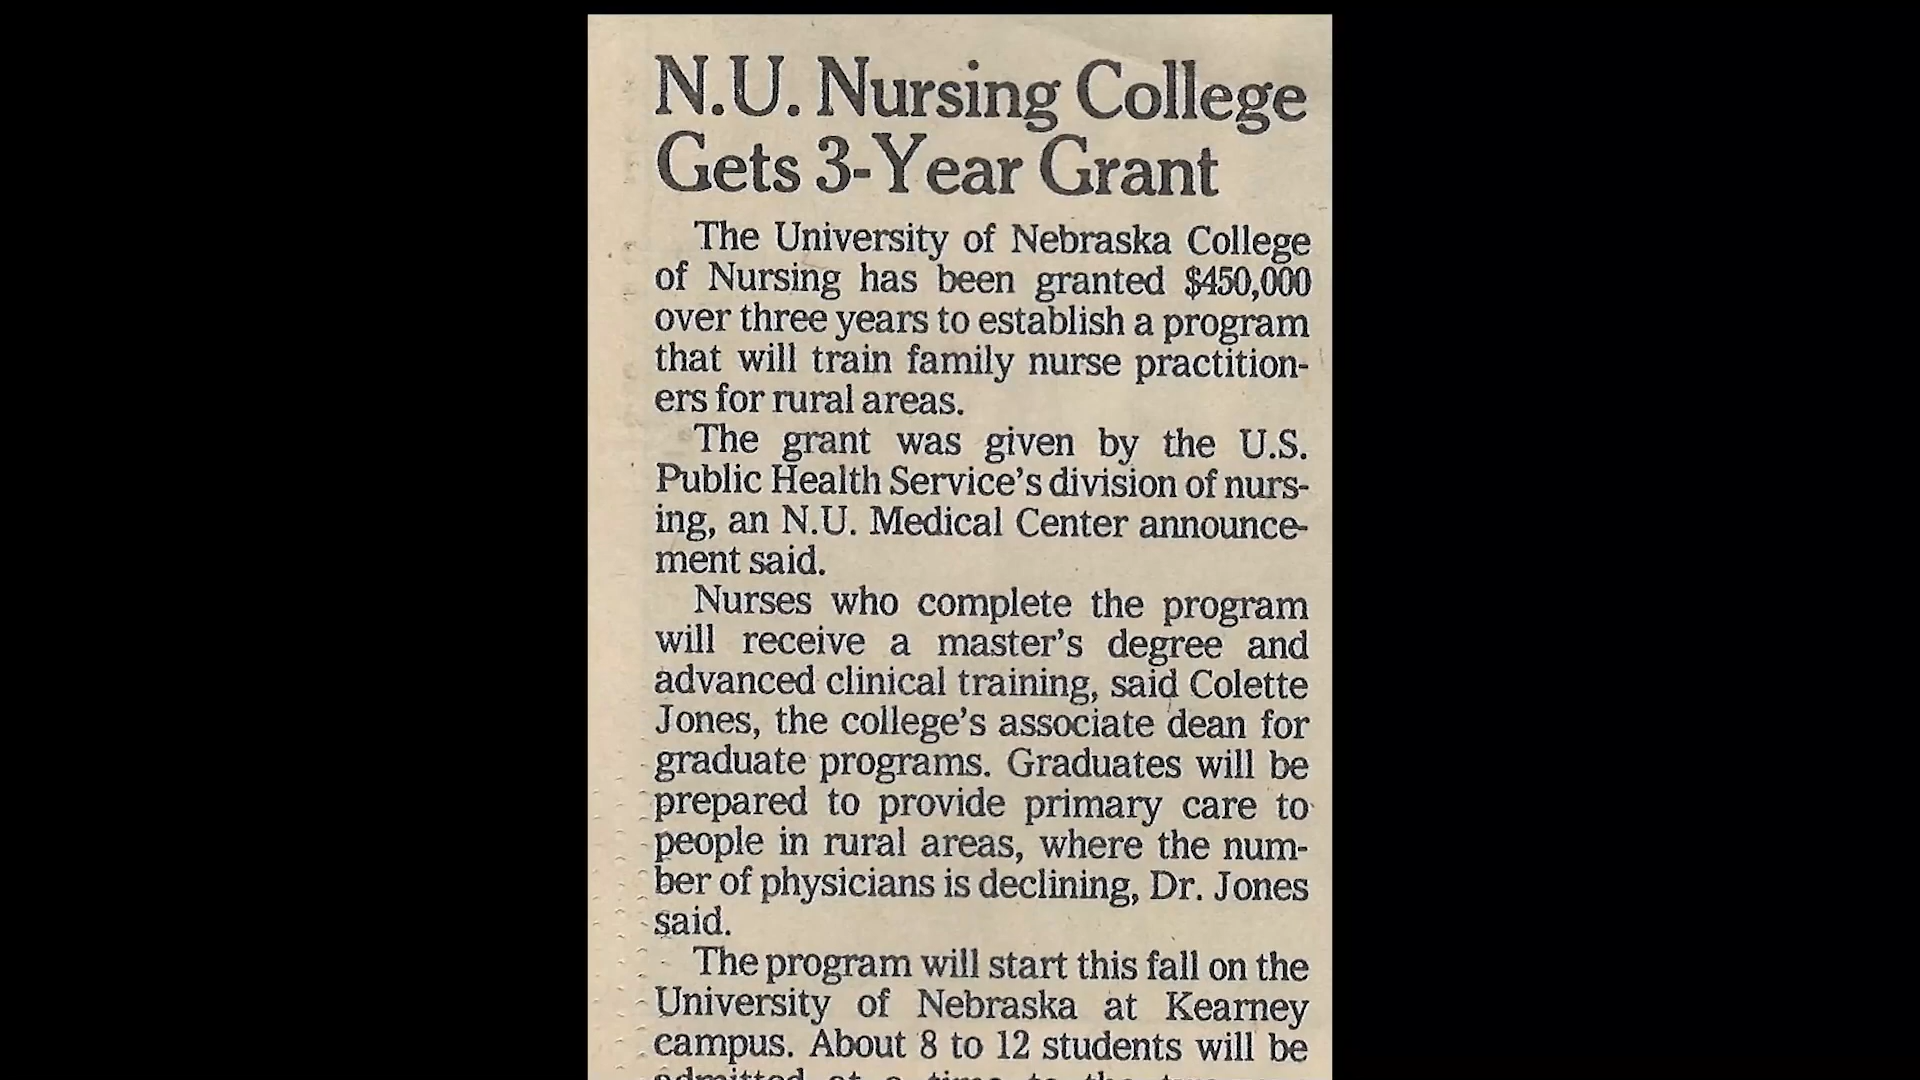 N.U. Nursing College
Gets 3-Year Grant
The University of Nebraska College
of Nursing has been granted $450,000
over three years to establish a program
that will train family nurse practition-
ers for rural areas.
The grant was given by the U.S.
Public Health Service's division of nurs-
ing, an N.U. Medical Center announce-
ment said.
Nurses who complete the program
will receive a master's degree and
advanced clinical training, said Colette
Jones, the college's associate dean for
graduate programs. Graduates will be
prepared to provide primary care to
people in rural areas, where the num-
ber of physicians is declining, Dr. Jones
said.
The program will start this fall on the
University of Nebraska at Kearney
campus. About 8 to 12 students will be
admitted at a time to the